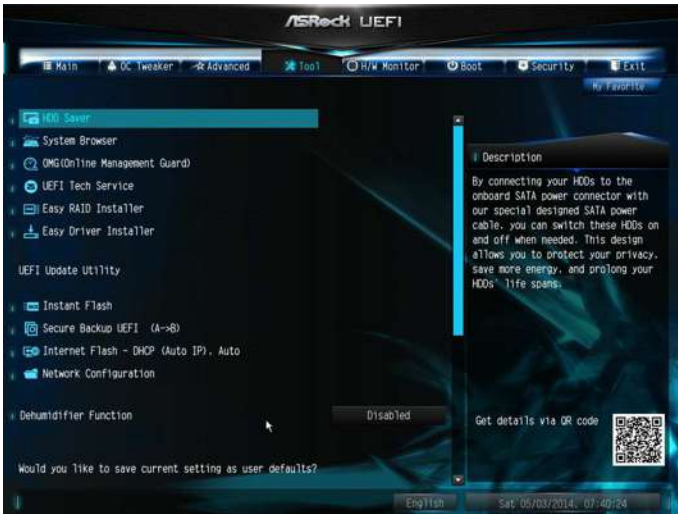 ASRock UEFI
Main
OC Tweaker
Advanced
Tool
H/W Monitor
Boot
Security
Exit
My Favorite
HDD Saver
System Browser
OMG(Online Management Guard)
UEFI Tech Service
Easy RAID Installer
Easy Driver Installer
UEFI Update Utility
Instant Flash
Secure Backup UEFI (A->B)
Internet Flash - DHCP (Auto IP), Auto
Network Configuration
Dehumidifier Function Disabled
Would you like to save current setting as user defaults?
Description
By connecting your HDDs to the
onboard SATA power connector with
our special designed SATA power
cable, you can switch these HDDs on
and off when needed. This design
allows you to protect your privacy,
save more energy, and prolong your
HDDs' life spans.
Get details via QR code
English
Sat 05/03/2014, 07:40:24